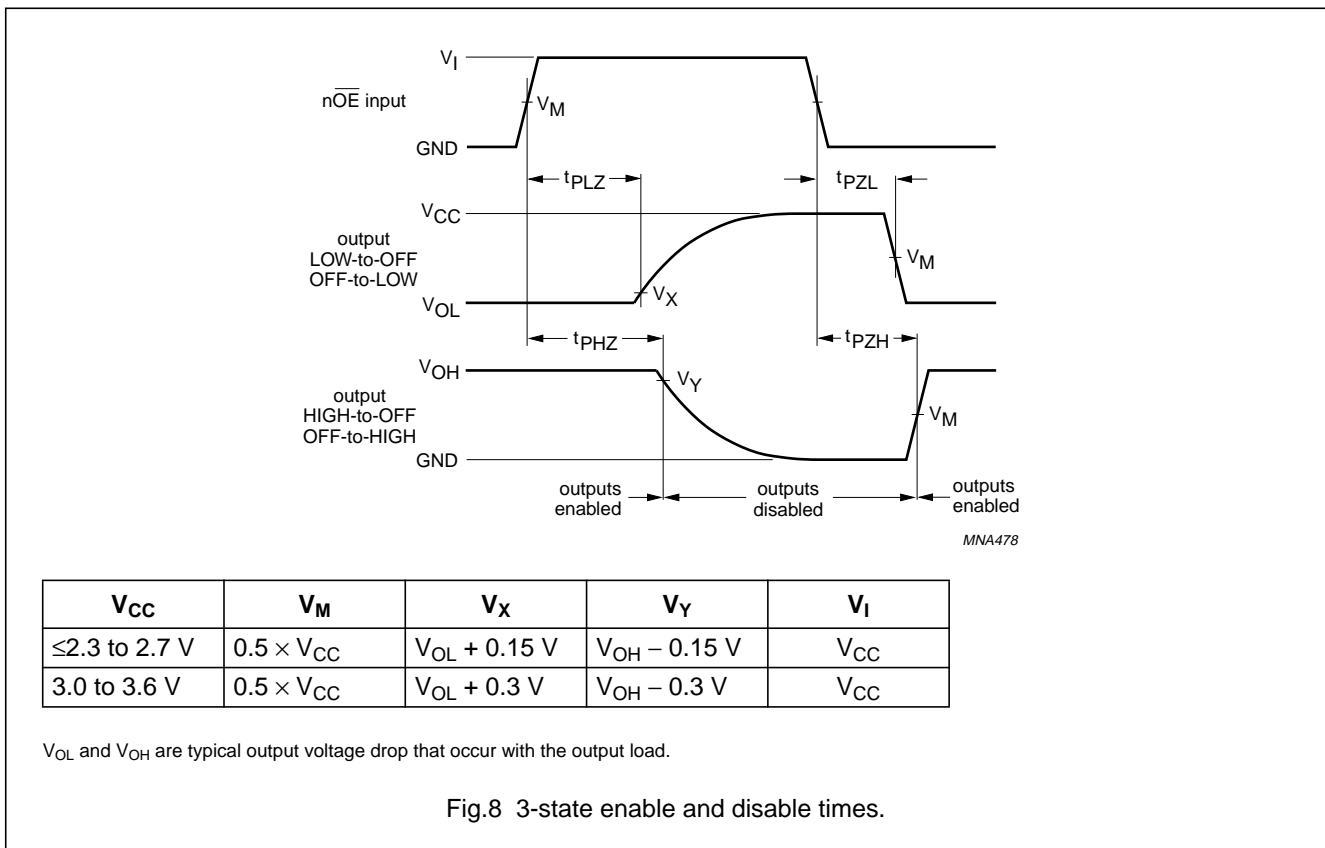 V_I
nO̅E̅ input
V_M
GND
t_PLZ
t_PZL
V_CC
output
LOW-to-OFF
OFF-to-LOW
V_M
V_X
V_OL
t_PHZ
t_PZH
V_OH
V_Y
output
HIGH-to-OFF
OFF-to-HIGH
V_M
GND
outputs
enabled
outputs
disabled
outputs
enabled
MNA478
V_CC V_M V_X V_Y V_I
≤2.3 to 2.7 V 0.5 × V_CC V_OL + 0.15 V V_OH − 0.15 V V_CC
3.0 to 3.6 V 0.5 × V_CC V_OL + 0.3 V V_OH − 0.3 V V_CC
V_OL and V_OH are typical output voltage drop that occur with the output load.
Fig.8 3-state enable and disable times.